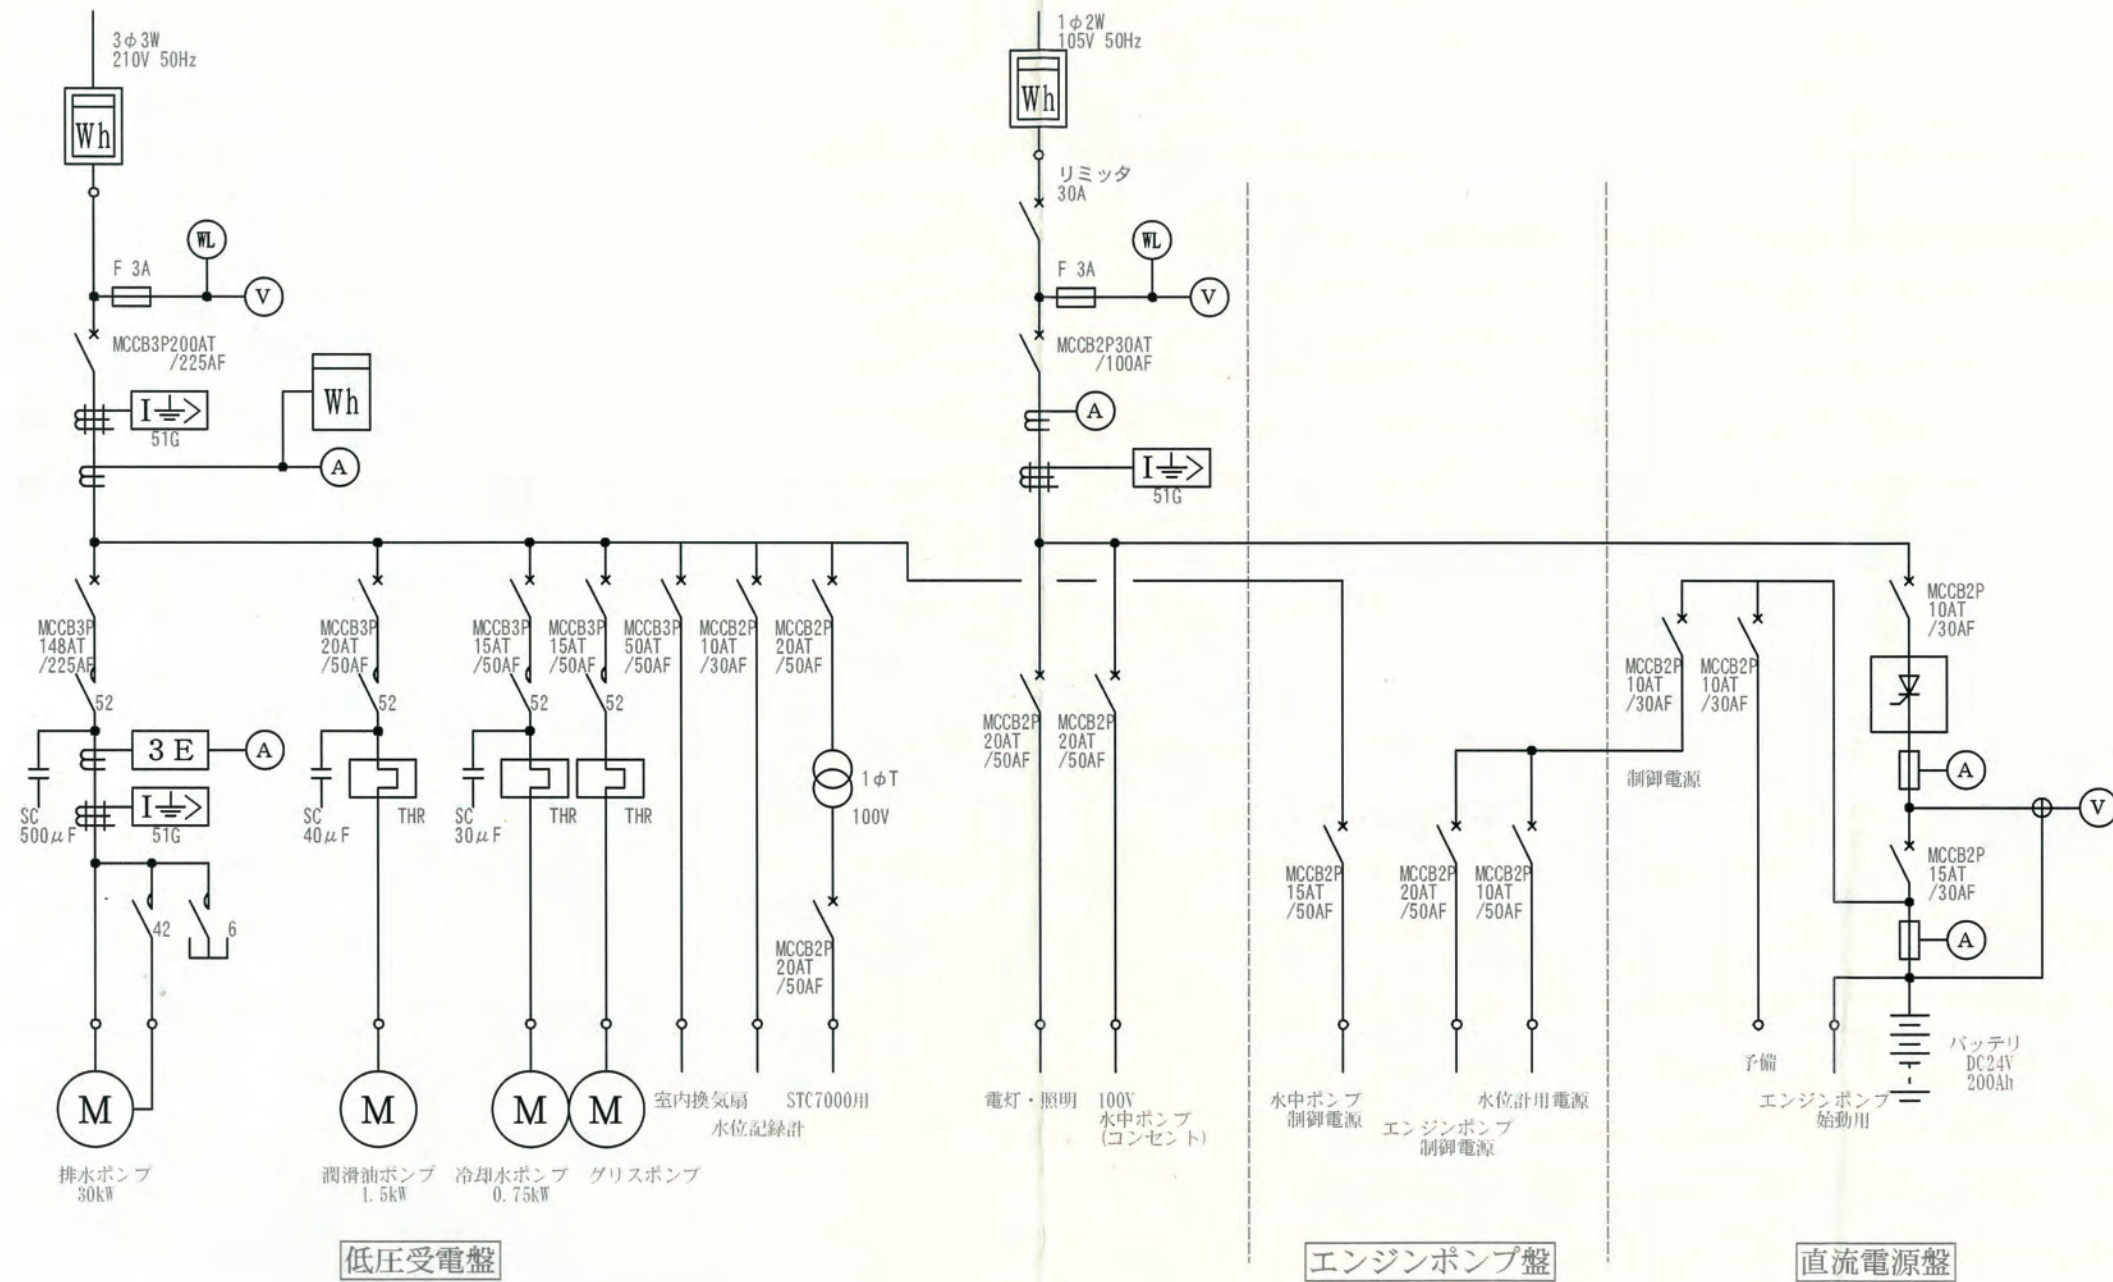 3φ3W
210V 50Hz
Wh
F 3A
WL
V
MCCB3P200AT
/225AF
Wh
I
51G
A
1φ2W
105V 50Hz
Wh
リミッタ
30A
F 3A
WL
V
MCCB2P30AT
/100AF
A
I
51G
MCCB3P
148AT
/225AF
52
3E
A
SC
500μF
I
51G
42
6
M
排水ポンプ
30kW
MCCB3P
20AT
/50AF
52
SC
40μF
THR
M
潤滑油ポンプ
1.5kW
MCCB3P
15AT
/50AF
52
SC
30μF
THR
M
冷却水ポンプ
0.75kW
MCCB3P
15AT
/50AF
52
THR
M
グリスポンプ
MCCB3P
50AT
/50AF
室内換気扇
MCCB2P
10AT
/30AF
水位記録計
MCCB2P
20AT
/50AF
1φT
100V
MCCB2P
20AT
/50AF
STC7000用
MCCB2P
20AT
/50AF
電灯・照明
MCCB2P
20AT
/50AF
100V
水中ポンプ
(コンセント)
MCCB2P
15AT
/50AF
水中ポンプ
制御電源
MCCB2P
20AT
/50AF
エンジンポンプ
制御電源
MCCB2P
10AT
/50AF
水位計用電源
MCCB2P
10AT
/30AF
制御電源
MCCB2P
10AT
/30AF
予備
MCCB2P
10AT
/30AF
A
V
MCCB2P
15AT
/30AF
A
エンジンポンプ
始動用
バッテリ
DC24V
200Ah
低圧受電盤
エンジンポンプ盤
直流電源盤